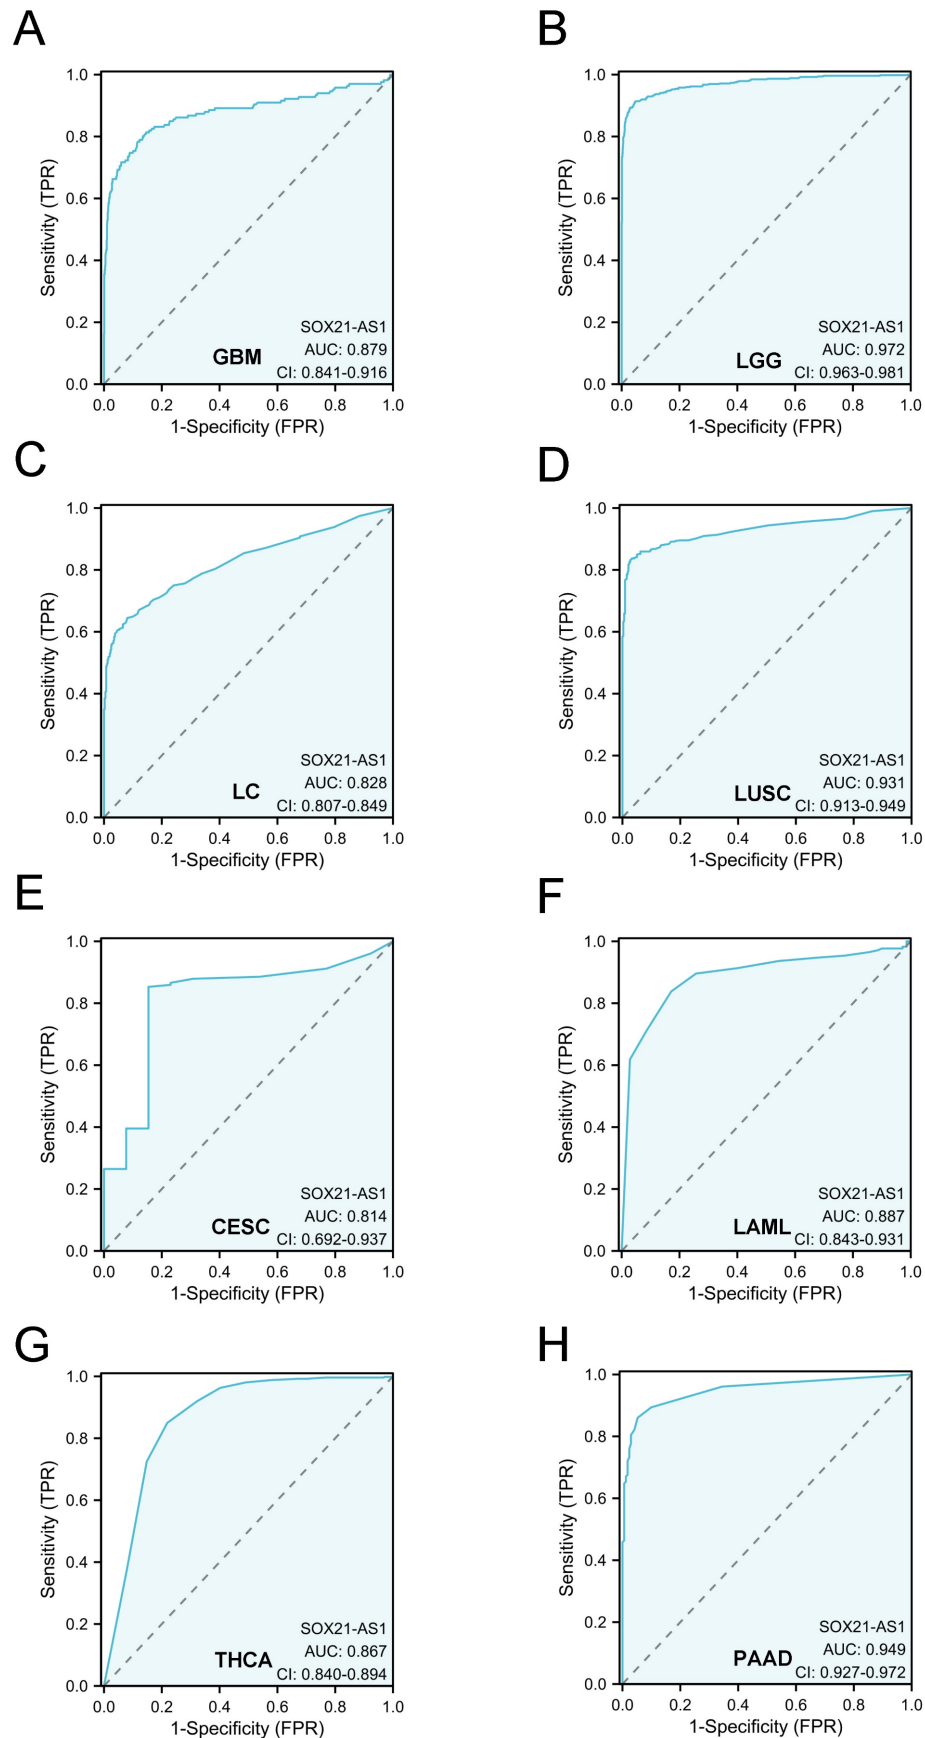 A
1.0
0.8
0.6
0.4
0.2
0.0
Sensitivity (TPR)
SOX21-AS1
AUC: 0.879
CI: 0.841-0.916
GBM
0.0 0.2 0.4 0.6 0.8 1.0
1-Specificity (FPR)
B
1.0
0.8
0.6
0.4
0.2
0.0
Sensitivity (TPR)
SOX21-AS1
AUC: 0.972
CI: 0.963-0.981
LGG
0.0 0.2 0.4 0.6 0.8 1.0
1-Specificity (FPR)
C
1.0
0.8
0.6
0.4
0.2
0.0
Sensitivity (TPR)
SOX21-AS1
AUC: 0.828
CI: 0.807-0.849
LC
0.0 0.2 0.4 0.6 0.8 1.0
1-Specificity (FPR)
D
1.0
0.8
0.6
0.4
0.2
0.0
Sensitivity (TPR)
SOX21-AS1
AUC: 0.931
CI: 0.913-0.949
LUSC
0.0 0.2 0.4 0.6 0.8 1.0
1-Specificity (FPR)
E
1.0
0.8
0.6
0.4
0.2
0.0
Sensitivity (TPR)
SOX21-AS1
AUC: 0.814
CI: 0.692-0.937
CESC
0.0 0.2 0.4 0.6 0.8 1.0
1-Specificity (FPR)
F
1.0
0.8
0.6
0.4
0.2
0.0
Sensitivity (TPR)
SOX21-AS1
AUC: 0.887
CI: 0.843-0.931
LAML
0.0 0.2 0.4 0.6 0.8 1.0
1-Specificity (FPR)
G
1.0
0.8
0.6
0.4
0.2
0.0
Sensitivity (TPR)
SOX21-AS1
AUC: 0.867
CI: 0.840-0.894
THCA
0.0 0.2 0.4 0.6 0.8 1.0
1-Specificity (FPR)
H
1.0
0.8
0.6
0.4
0.2
0.0
Sensitivity (TPR)
SOX21-AS1
AUC: 0.949
CI: 0.927-0.972
PAAD
0.0 0.2 0.4 0.6 0.8 1.0
1-Specificity (FPR)